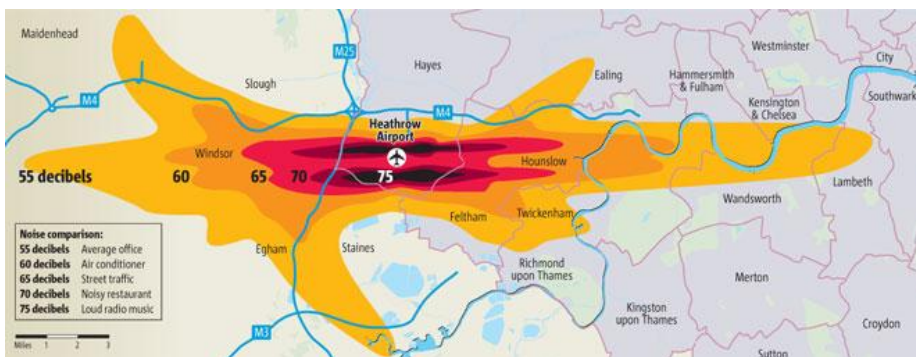 Maidenhead
M25
Westminster
City
Hayes
Slough
Ealing
Hammersmith
& Fulham
Southwark
Kensington
& Chelsea
M4
M4
Heathrow
Airport
Windsor
Hounslow
55 decibels
60
65
70
75
Lambeth
Wandsworth
Feltham
Twickenham
Noise comparison:
55 decibels Average office
60 decibels Air conditioner
65 decibels Street traffic
70 decibels Noisy restaurant
75 decibels Loud radio music
Egham
Staines
Richmond
upon Thames
Merton
Kingston
upon Thames
Croydon
M3
Miles 1 2 3
Sutton